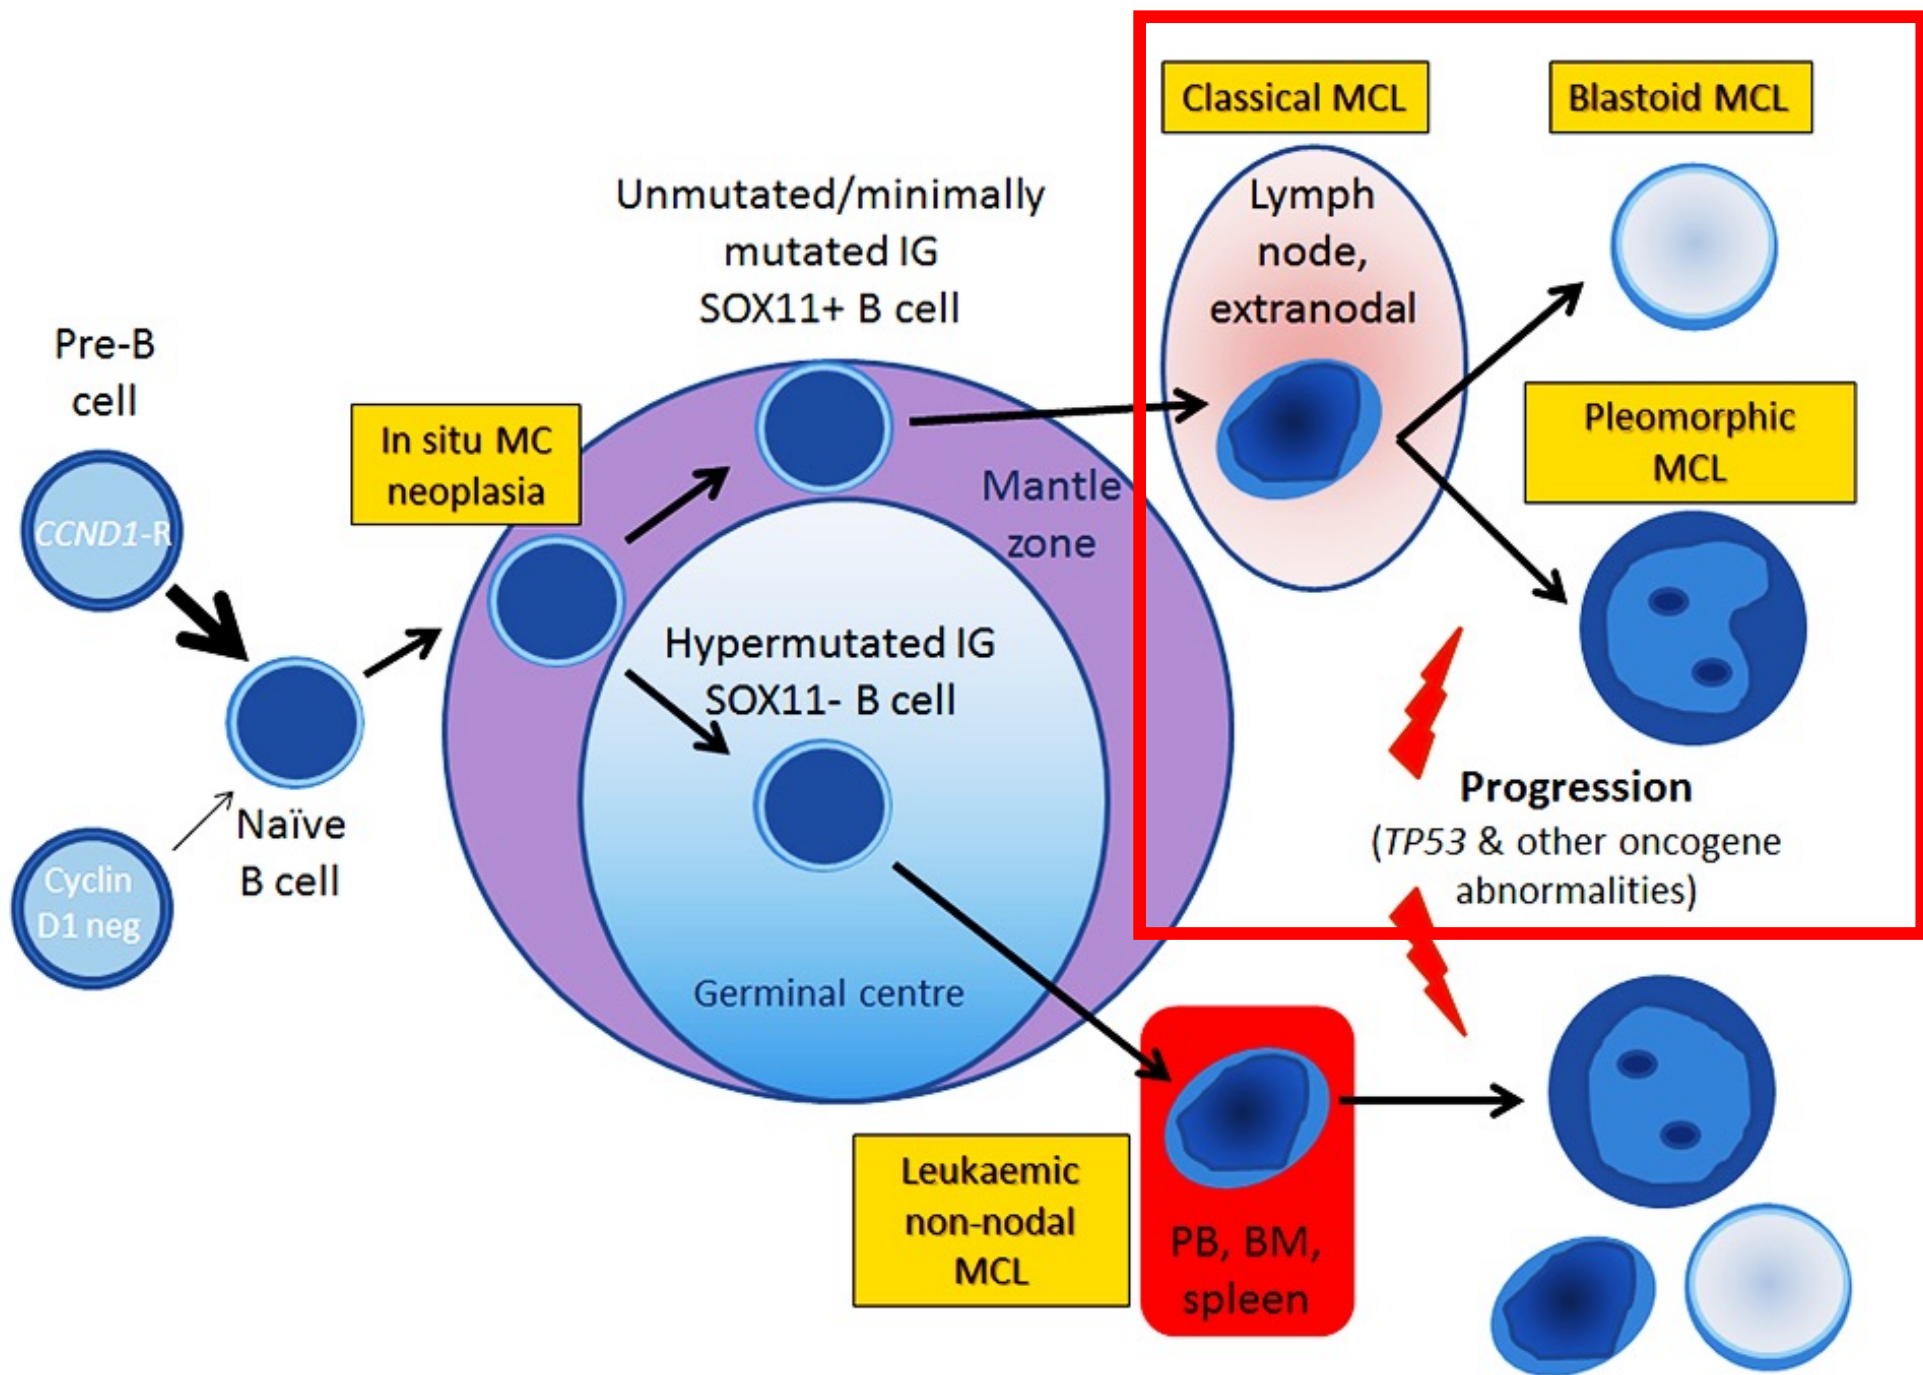 Classical MCL
Blastoid MCL
Unmutated/minimally
mutated IG
SOX11+ B cell
Lymph
node,
extranodal
Pre-B
cell
In situ MC
neoplasia
Pleomorphic
MCL
Mantle
zone
CCND1-R
Hypermutated IG
SOX11- B cell
Naïve
B cell
Progression
(TP53 & other oncogene
abnormalities)
Cyclin
D1 neg
Germinal centre
Leukaemic
non-nodal
MCL
PB, BM,
spleen